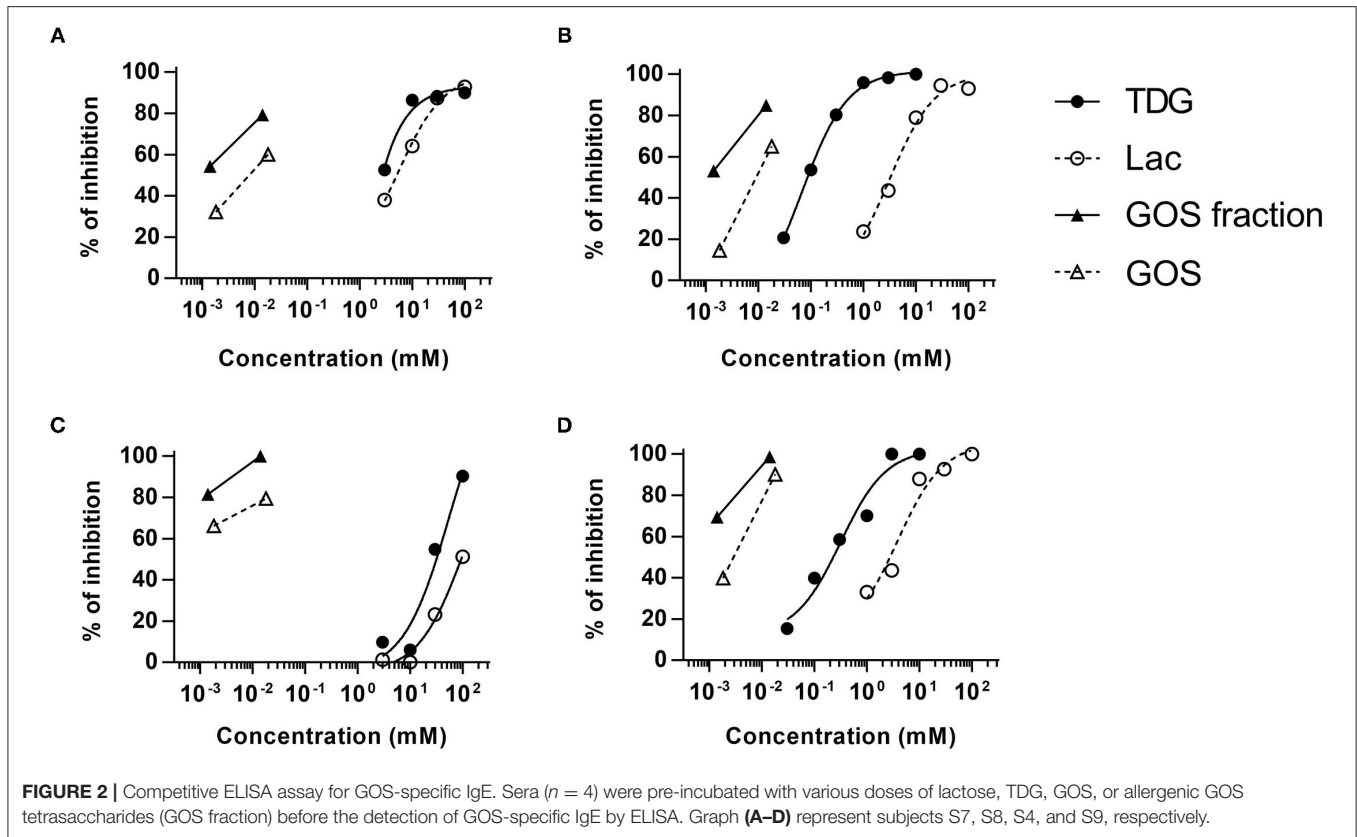 A
% of inhibition
100
80
60
40
20
0
10-3 10-2 10-1 100 101 102
Concentration (mM)
B
% of inhibition
100
80
60
40
20
0
10-3 10-2 10-1 100 101 102
Concentration (mM)
TDG
Lac
GOS fraction
GOS
C
% of inhibition
100
80
60
40
20
0
10-3 10-2 10-1 100 101 102
Concentration (mM)
D
% of inhibition
100
80
60
40
20
0
10-3 10-2 10-1 100 101 102
Concentration (mM)
FIGURE 2 | Competitive ELISA assay for GOS-specific IgE. Sera (n = 4) were pre-incubated with various doses of lactose, TDG, GOS, or allergenic GOS
tetrasaccharides (GOS fraction) before the detection of GOS-specific IgE by ELISA. Graph (A–D) represent subjects S7, S8, S4, and S9, respectively.